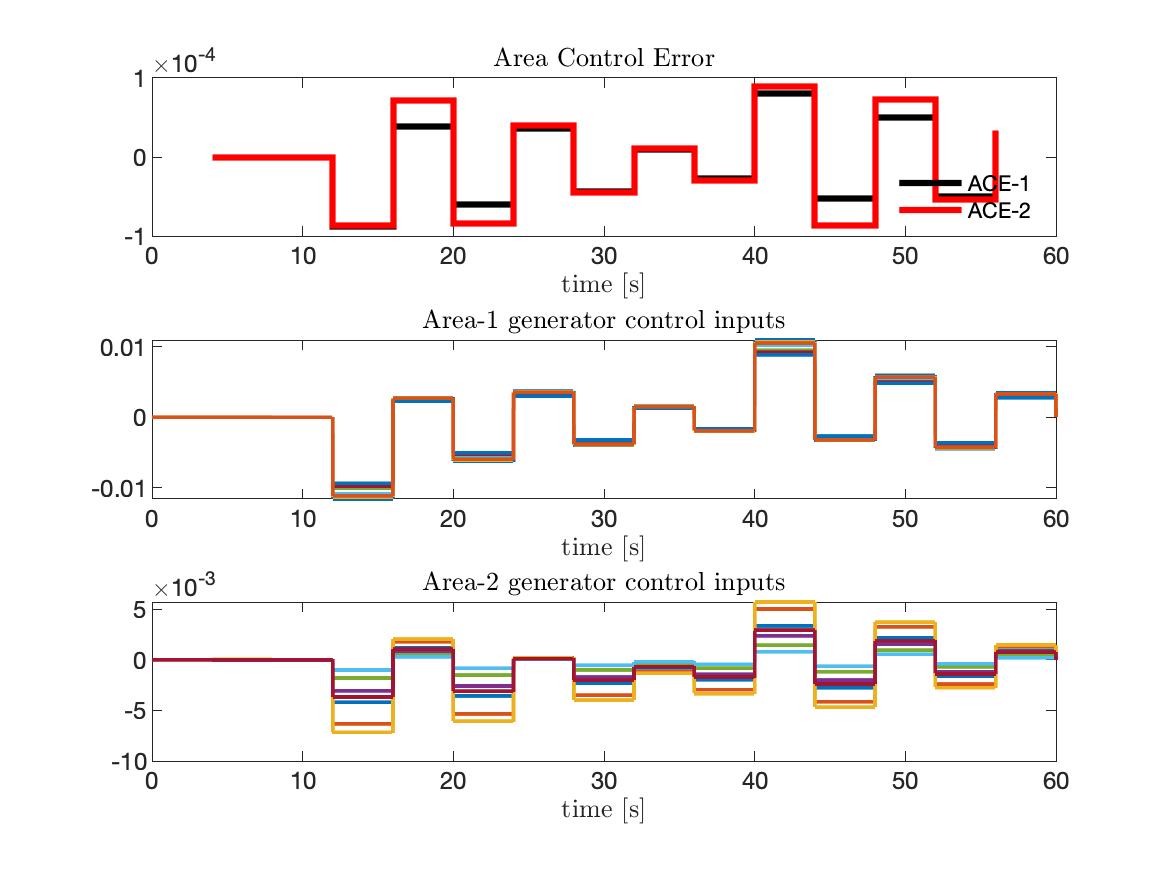 ×10-4
Area Control Error
1
0
-1
0 10 20 30 40 50 60
time [s]
ACE-1
ACE-2
Area-1 generator control inputs
0.01
0
-0.01
0 10 20 30 40 50 60
time [s]
×10-3
Area-2 generator control inputs
5
0
-5
-10
0 10 20 30 40 50 60
time [s]